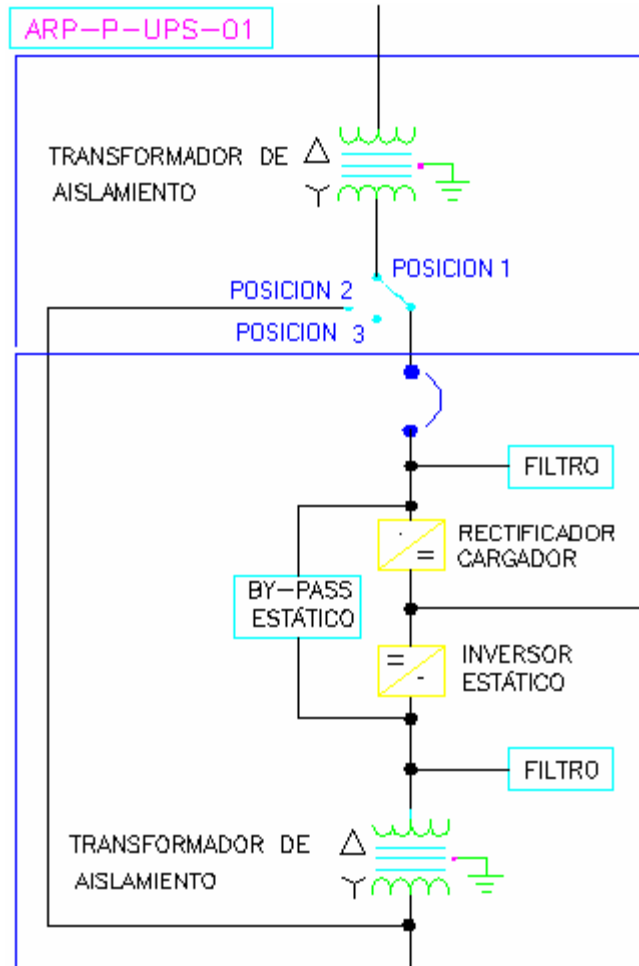 ARP-P-UPS-01
TRANSFORMADOR DE
AISLAMIENTO
POSICION 1
POSICION 2
POSICION 3
FILTRO
RECTIFICADOR
CARGADOR
BY-PASS
ESTÁTICO
INVERSOR
ESTÁTICO
FILTRO
TRANSFORMADOR DE
AISLAMIENTO